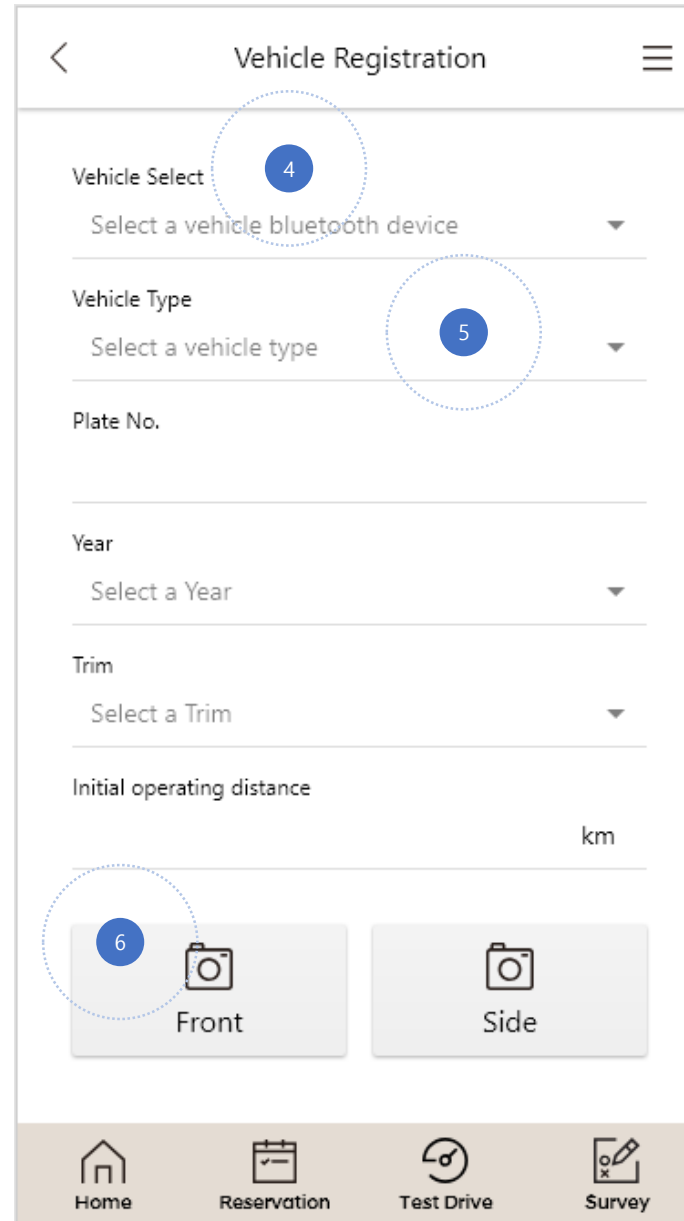 Vehicle Registration
4
Vehicle Select
Select a vehicle bluetooth device
Vehicle Type
5
Select a vehicle type
Plate No.
Year
Select a Year
Trim
Select a Trim
Initial operating distance
km
6
Front Side
Home Reservation Test Drive Survey